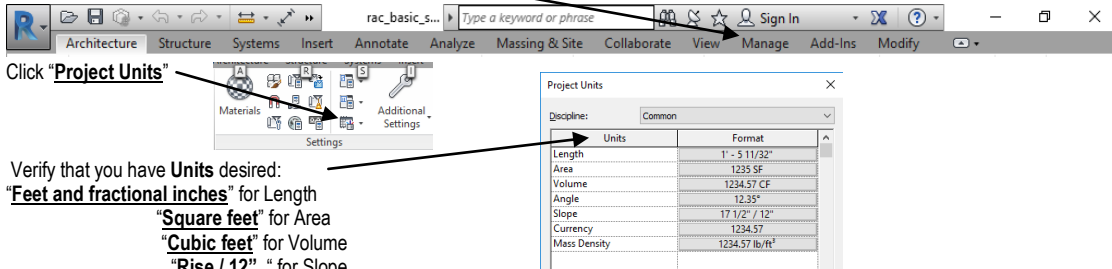 rac_basic_s... Type a keyword or phrase Sign In
Architecture Structure Systems Insert Annotate Analyze Massing & Site Collaborate View Manage Add-Ins Modify
Click “Project Units”
A R S I
Materials
Additional
Settings
Settings
Project Units
Discipline: Common
Units Format
Length 1' - 5 11/32"
Area 1235 SF
Volume 1234.57 CF
Angle 12.35°
Slope 17 1/2" / 12"
Currency 1234.57
Mass Density 1234.57 lb/ft³
Verify that you have Units desired:
“Feet and fractional inches” for Length
“Square feet” for Area
“Cubic feet” for Volume
“Rise / 12” “ for Slope